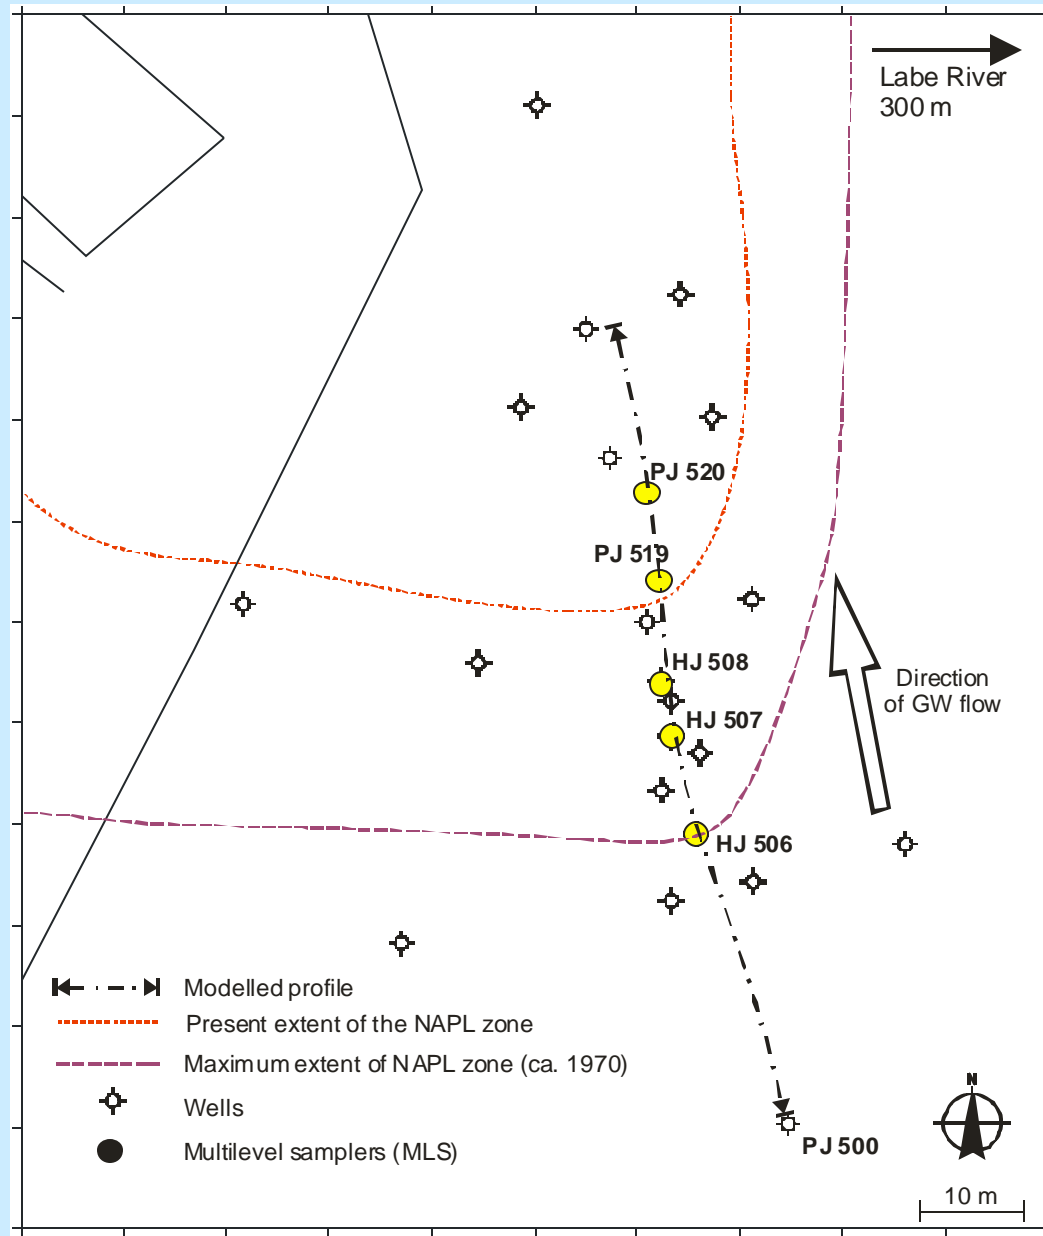 Labe River
300 m
PJ 520
PJ 519
HJ 508
HJ 507
Direction
of GW flow
HJ 506
Modelled profile
Present extent of the NAPL zone
Maximum extent of NAPL zone (ca. 1970)
Wells
Multilevel samplers (MLS)
N
PJ 500
10 m